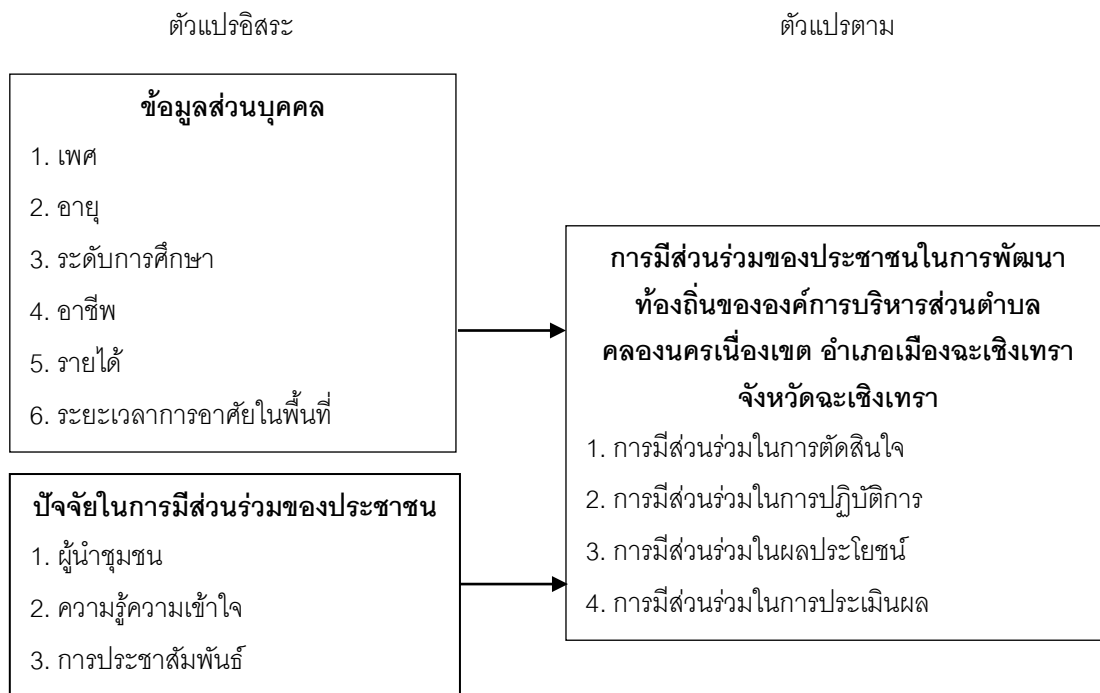 ตัวแปรอิสระ
ตัวแปรตาม
ข้อมูลส่วนบุคคล
1. เพศ
2. อายุ
3. ระดับการศึกษา
4. อาชีพ
5. รายได้
6. ระยะเวลาการอาศัยในพื้นที่
ปัจจัยในการมีส่วนร่วมของประชาชน
1. ผู้นำชุมชน
2. ความรู้ความเข้าใจ
3. การประชาสัมพันธ์
การมีส่วนร่วมของประชาชนในการพัฒนา
ท้องถิ่นขององค์การบริหารส่วนตำบล
คลองนครเนื่องเขต อำเภอเมืองฉะเชิงเทรา
จังหวัดฉะเชิงเทรา
1. การมีส่วนร่วมในการตัดสินใจ
2. การมีส่วนร่วมในการปฏิบัติการ
3. การมีส่วนร่วมในผลประโยชน์
4. การมีส่วนร่วมในการประเมินผล